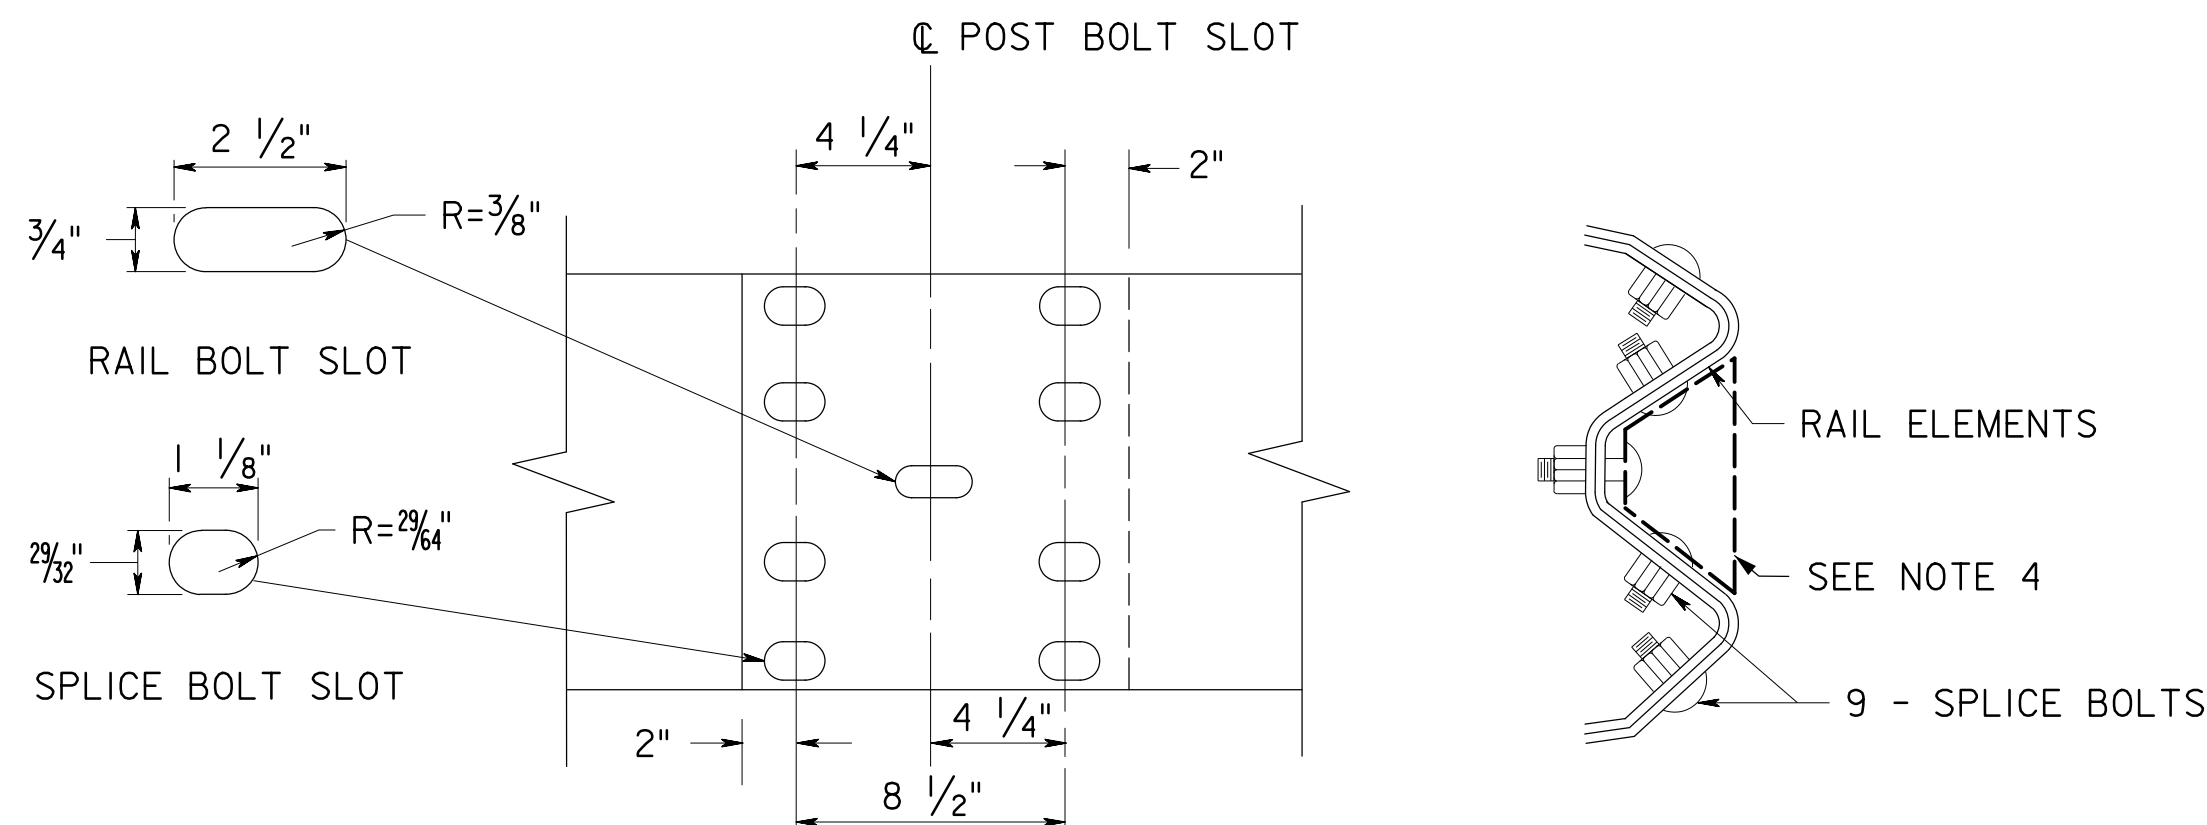 ℄ POST BOLT SLOT
2 1/2"
4 1/4"
2"
3/4"
R=3/8"
RAIL BOLT SLOT
RAIL ELEMENTS
1 1/8"
R=29/64"
29/32"
SEE NOTE 4
SPLICE BOLT SLOT
9 - SPLICE BOLTS
2"
4 1/4"
8 1/2"